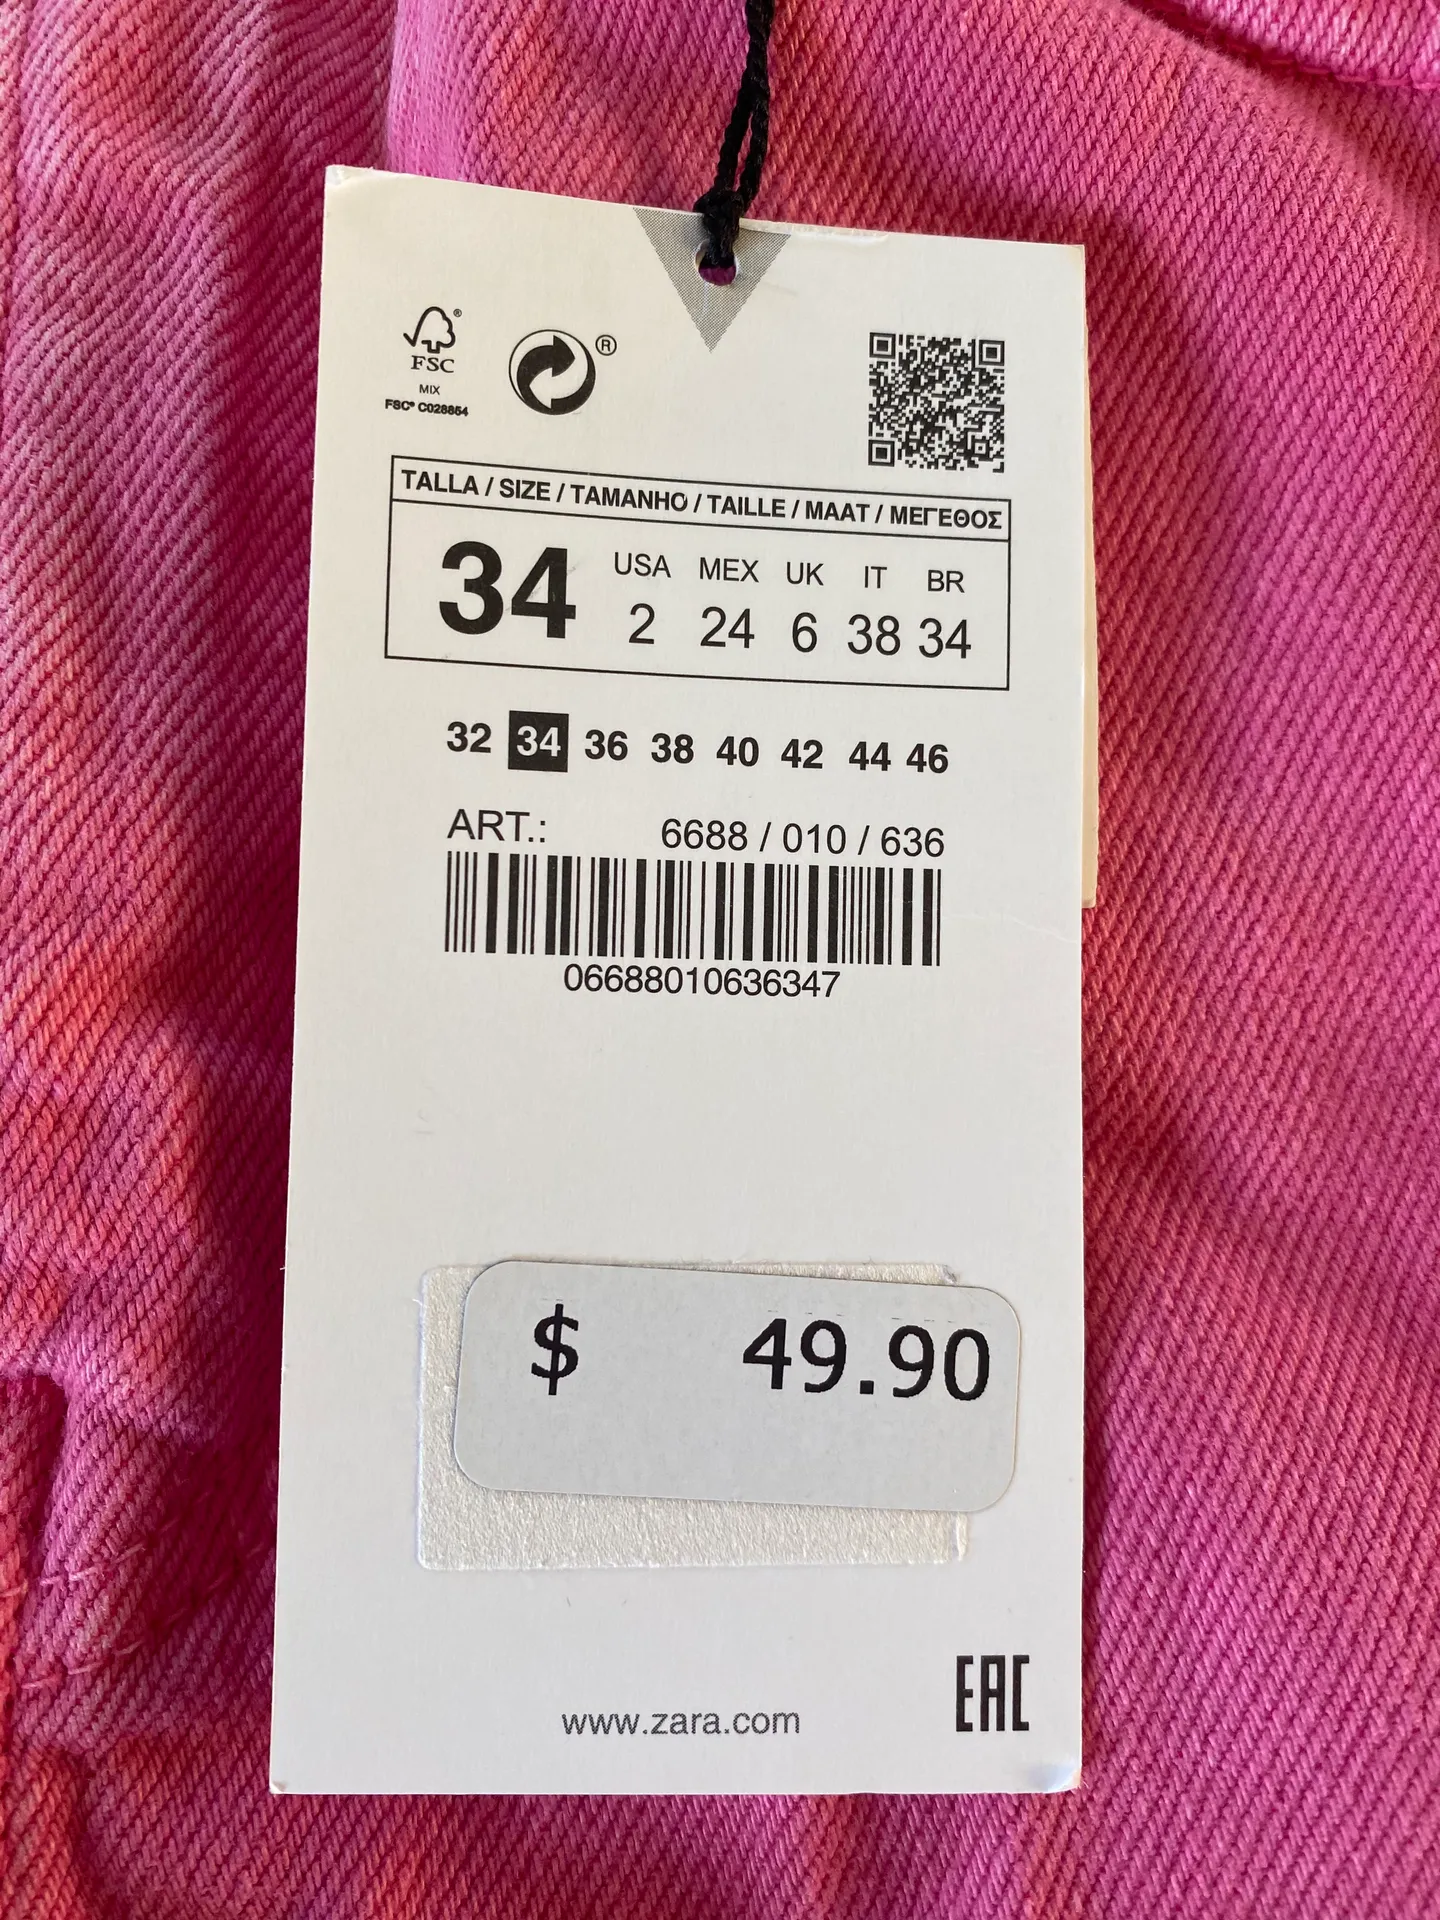 ®
FSC
MIX
FSC® C028854
®
TALLA / SIZE / TAMANHO / TAILLE / MAAT / ΜΕΓΕΘΟΣ
34
USA MEX UK IT BR
2 24 6 38 34
32 34 36 38 40 42 44 46
ART.: 6688 / 010 / 636
06688010636347
$ 49.90
EAC
www.zara.com